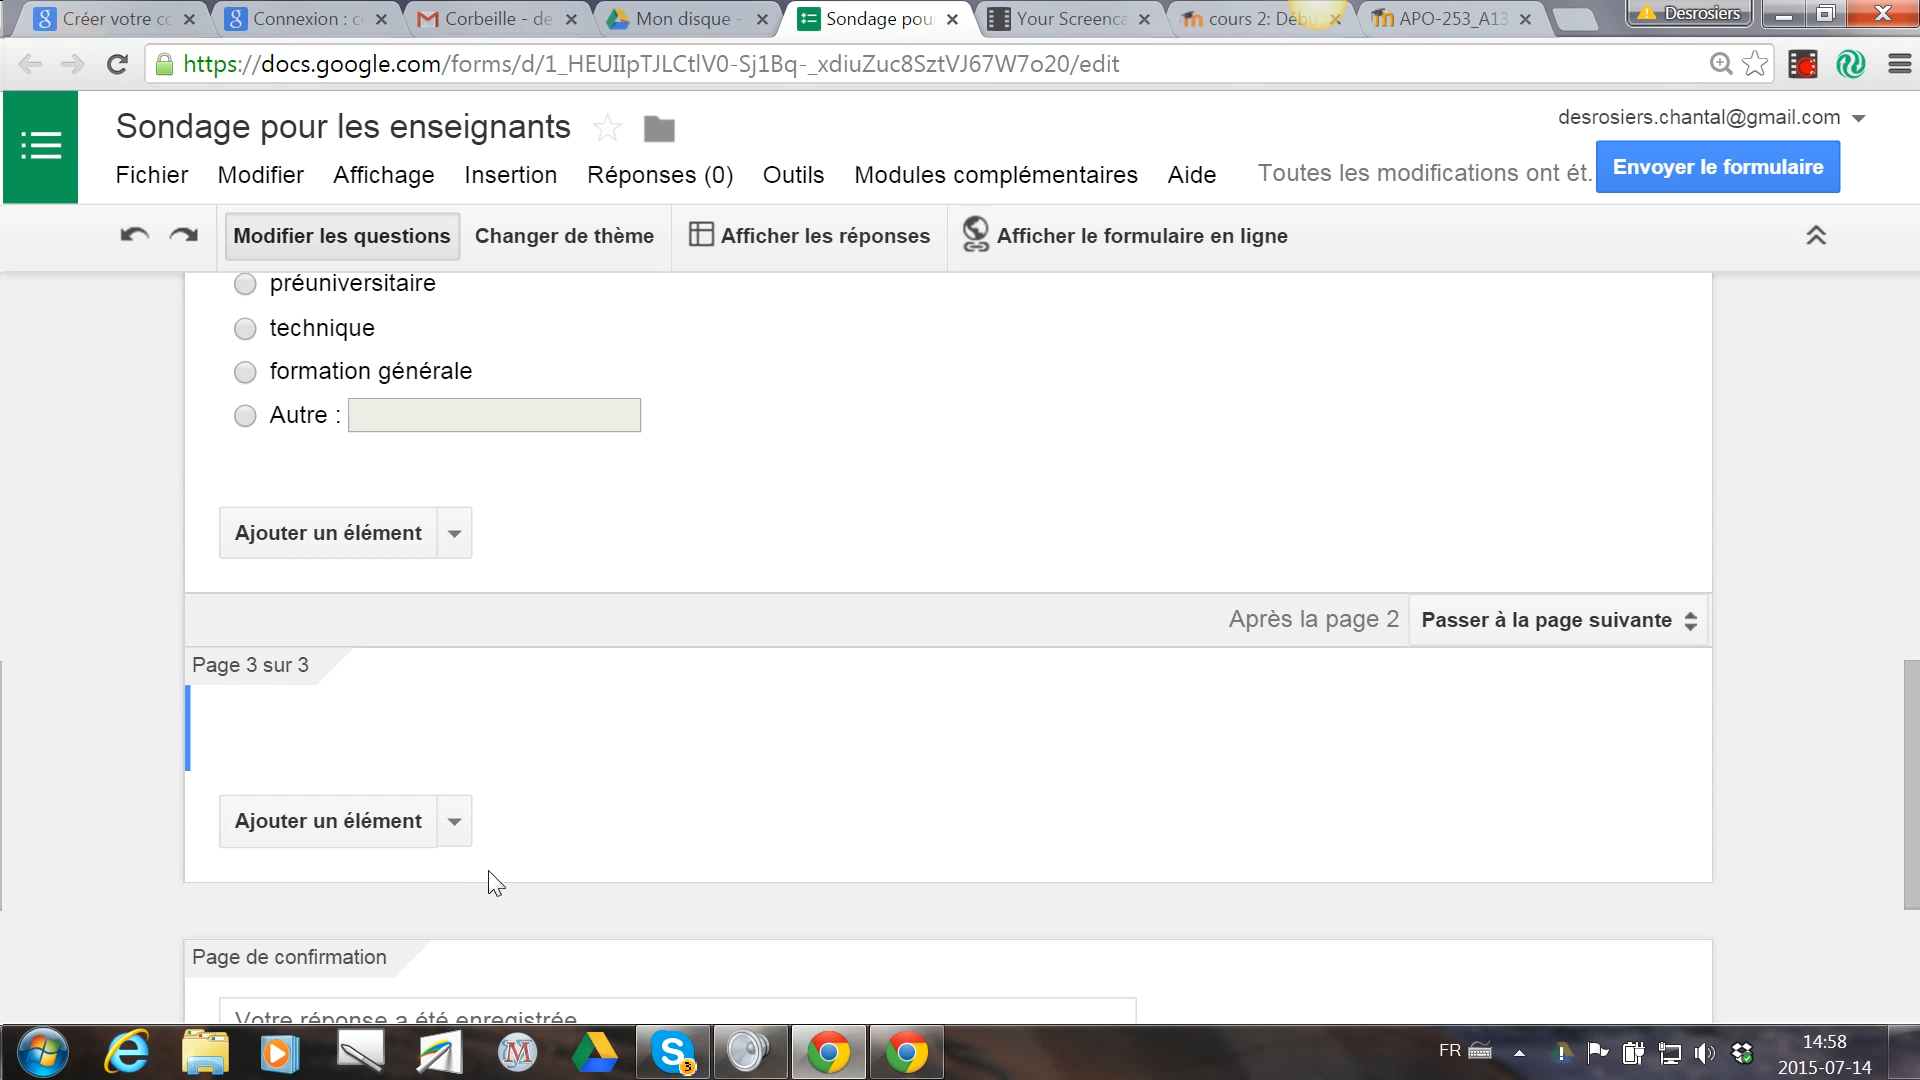 Créer votre co
Connexion : c
Corbeille - de
Mon disque -
Sondage pou
Your Screenca
cours 2: Débu
APO-253_A13
Desrosiers
https://docs.google.com/forms/d/1_HEUIIpTJLCtlV0-Sj1Bq-_xdiuZuc8SztVJ67W7o20/edit
Sondage pour les enseignants
desrosiers.chantal@gmail.com
Fichier Modifier Affichage Insertion Réponses (0) Outils Modules complémentaires Aide Toutes les modifications ont ét.
Envoyer le formulaire
Modifier les questions Changer de thème Afficher les réponses Afficher le formulaire en ligne
préuniversitaire
technique
formation générale
Autre :
Ajouter un élément
Après la page 2 Passer à la page suivante
Page 3 sur 3
Ajouter un élément
Page de confirmation
Votre réponse a été enregistrée
FR
14:58
2015-07-14